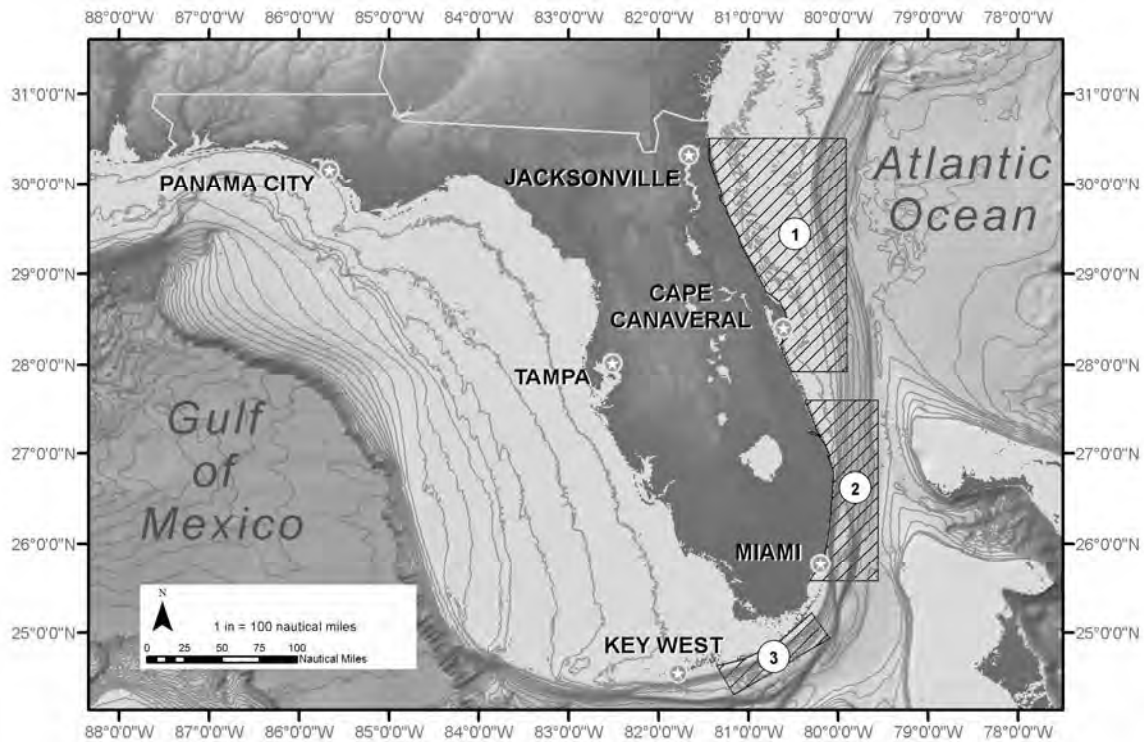 88°0'0"W 87°0'0"W 86°0'0"W 85°0'0"W 84°0'0"W 83°0'0"W 82°0'0"W 81°0'0"W 80°0'0"W 79°0'0"W 78°0'0"W
31°0'0"N 31°0'0"N
30°0'0"N 30°0'0"N
PANAMA CITY
JACKSONVILLE
Atlantic
Ocean
1
29°0'0"N 29°0'0"N
CAPE
CANAVERAL
28°0'0"N 28°0'0"N
TAMPA
Gulf
of
Mexico
27°0'0"N 27°0'0"N
2
26°0'0"N 26°0'0"N
MIAMI
N
1 in = 100 nautical miles
0 25 50 75 100
Nautical Miles
25°0'0"N 25°0'0"N
KEY WEST
3
88°0'0"W 87°0'0"W 86°0'0"W 85°0'0"W 84°0'0"W 83°0'0"W 82°0'0"W 81°0'0"W 80°0'0"W 79°0'0"W 78°0'0"W